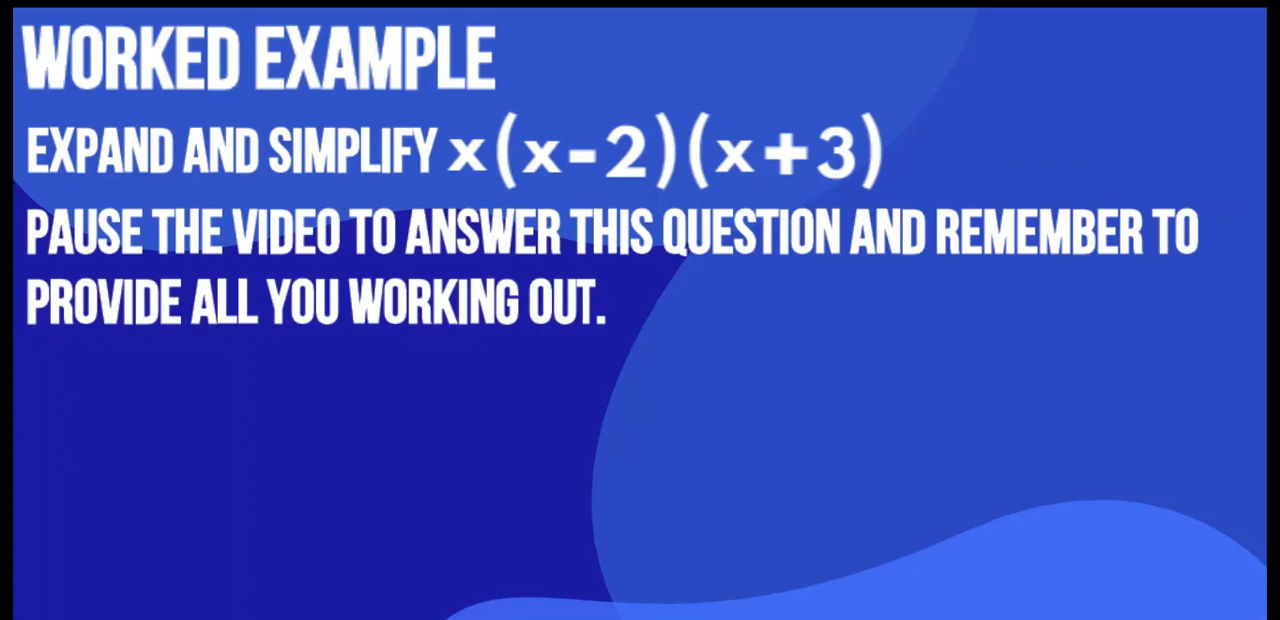 WORKED EXAMPLE
EXPAND AND SIMPLIFY x(x-2)(x+3)
PAUSE THE VIDEO TO ANSWER THIS QUESTION AND REMEMBER TO
PROVIDE ALL YOU WORKING OUT.